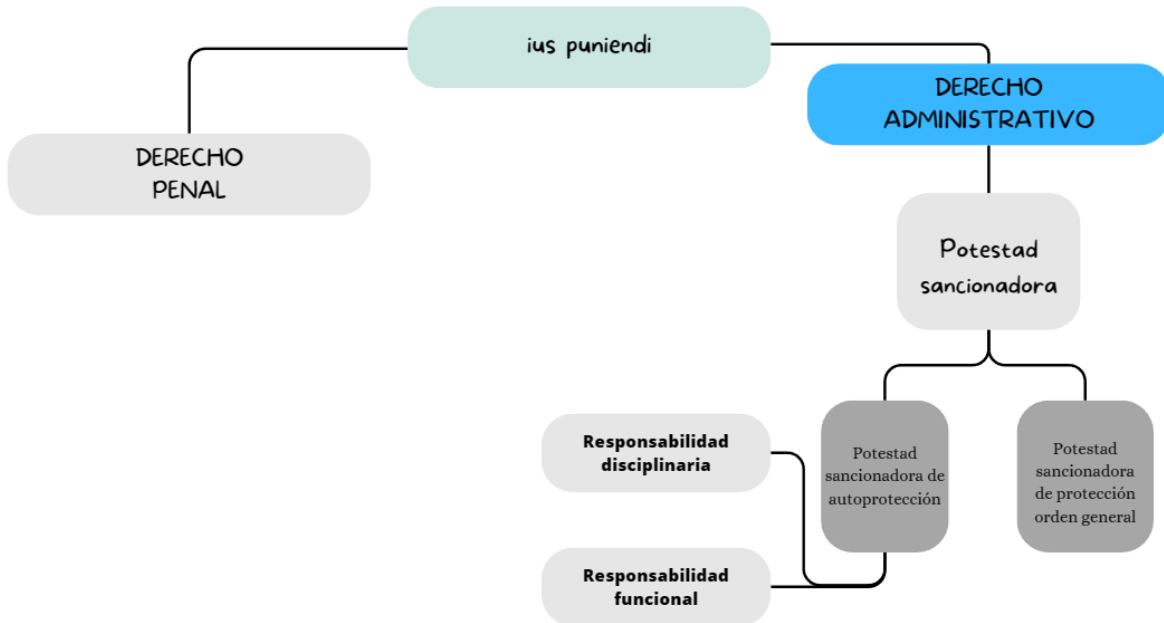 ius puniendi
DERECHO
ADMINISTRATIVO
DERECHO
PENAL
Potestad
sancionadora
Responsabilidad
disciplinaria
Potestad
sancionadora de
autoprotección
Potestad
sancionadora
de protección
orden general
Responsabilidad
funcional